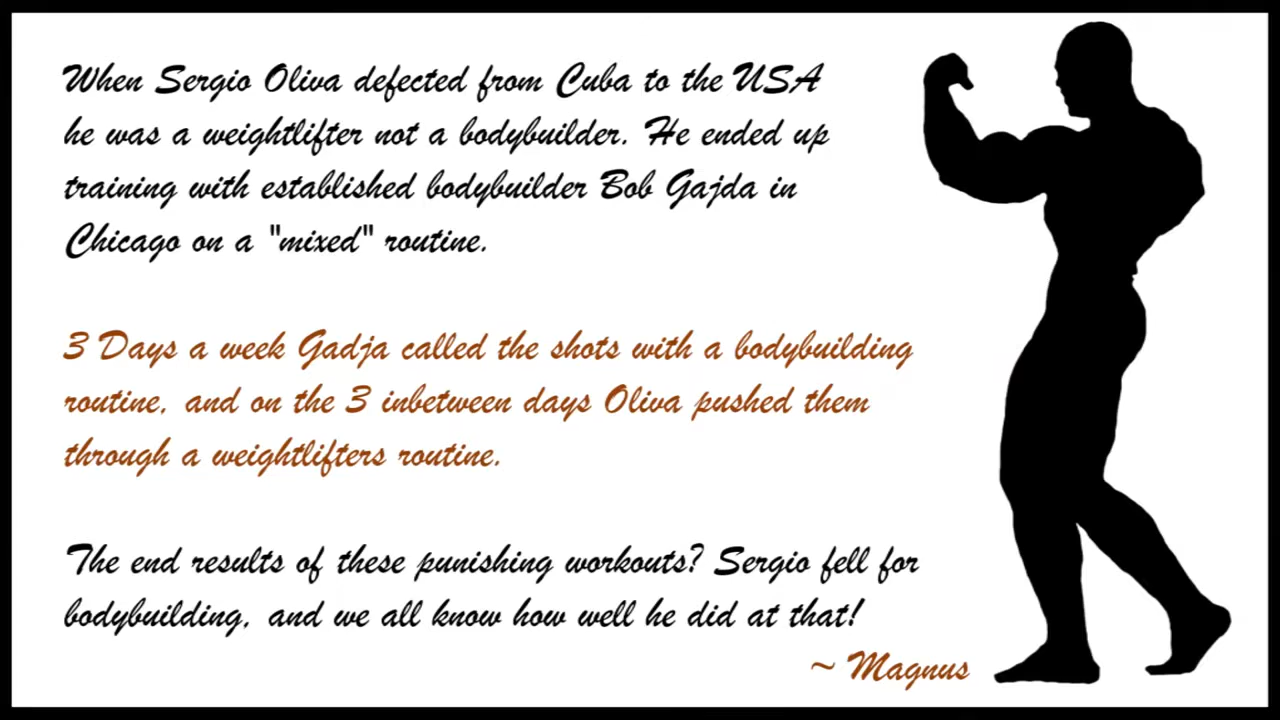 When Sergio Oliva defected from Cuba to the USA
he was a weightlifter not a bodybuilder. He ended up
training with established bodybuilder Bob Gajda in
Chicago on a "mixed" routine.
3 Days a week Gadja called the shots with a bodybuilding
routine, and on the 3 inbetween days Oliva pushed them
through a weightlifters routine.
The end results of these punishing workouts? Sergio fell for
bodybuilding, and we all know how well he did at that!
~ Magnus